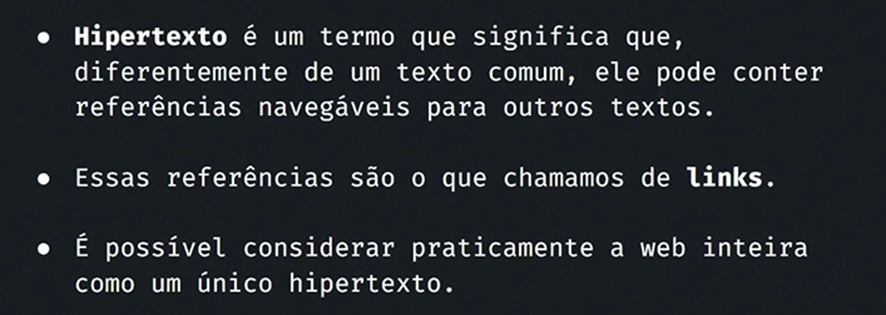 • Hipertexto é um termo que significa que,
diferentemente de um texto comum, ele pode conter
referências navegáveis para outros textos.
• Essas referências são o que chamamos de links.
• É possível considerar praticamente a web inteira
como um único hipertexto.